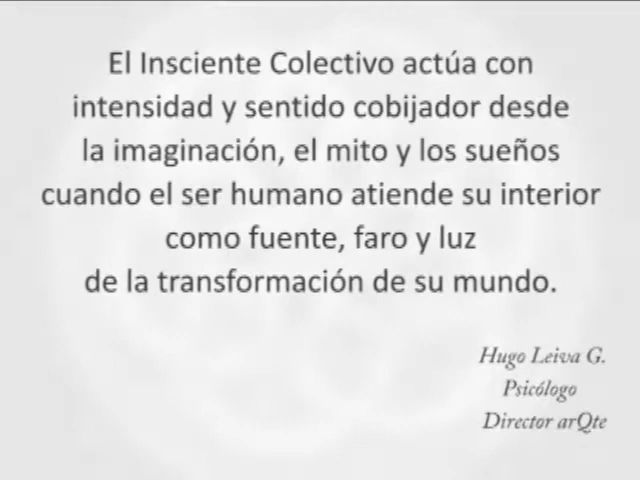 El Insciente Colectivo actúa con
intensidad y sentido cobijador desde
la imaginación, el mito y los sueños
cuando el ser humano atiende su interior
como fuente, faro y luz
de la transformación de su mundo.
Hugo Leiva G.
Psicólogo
Director arQte